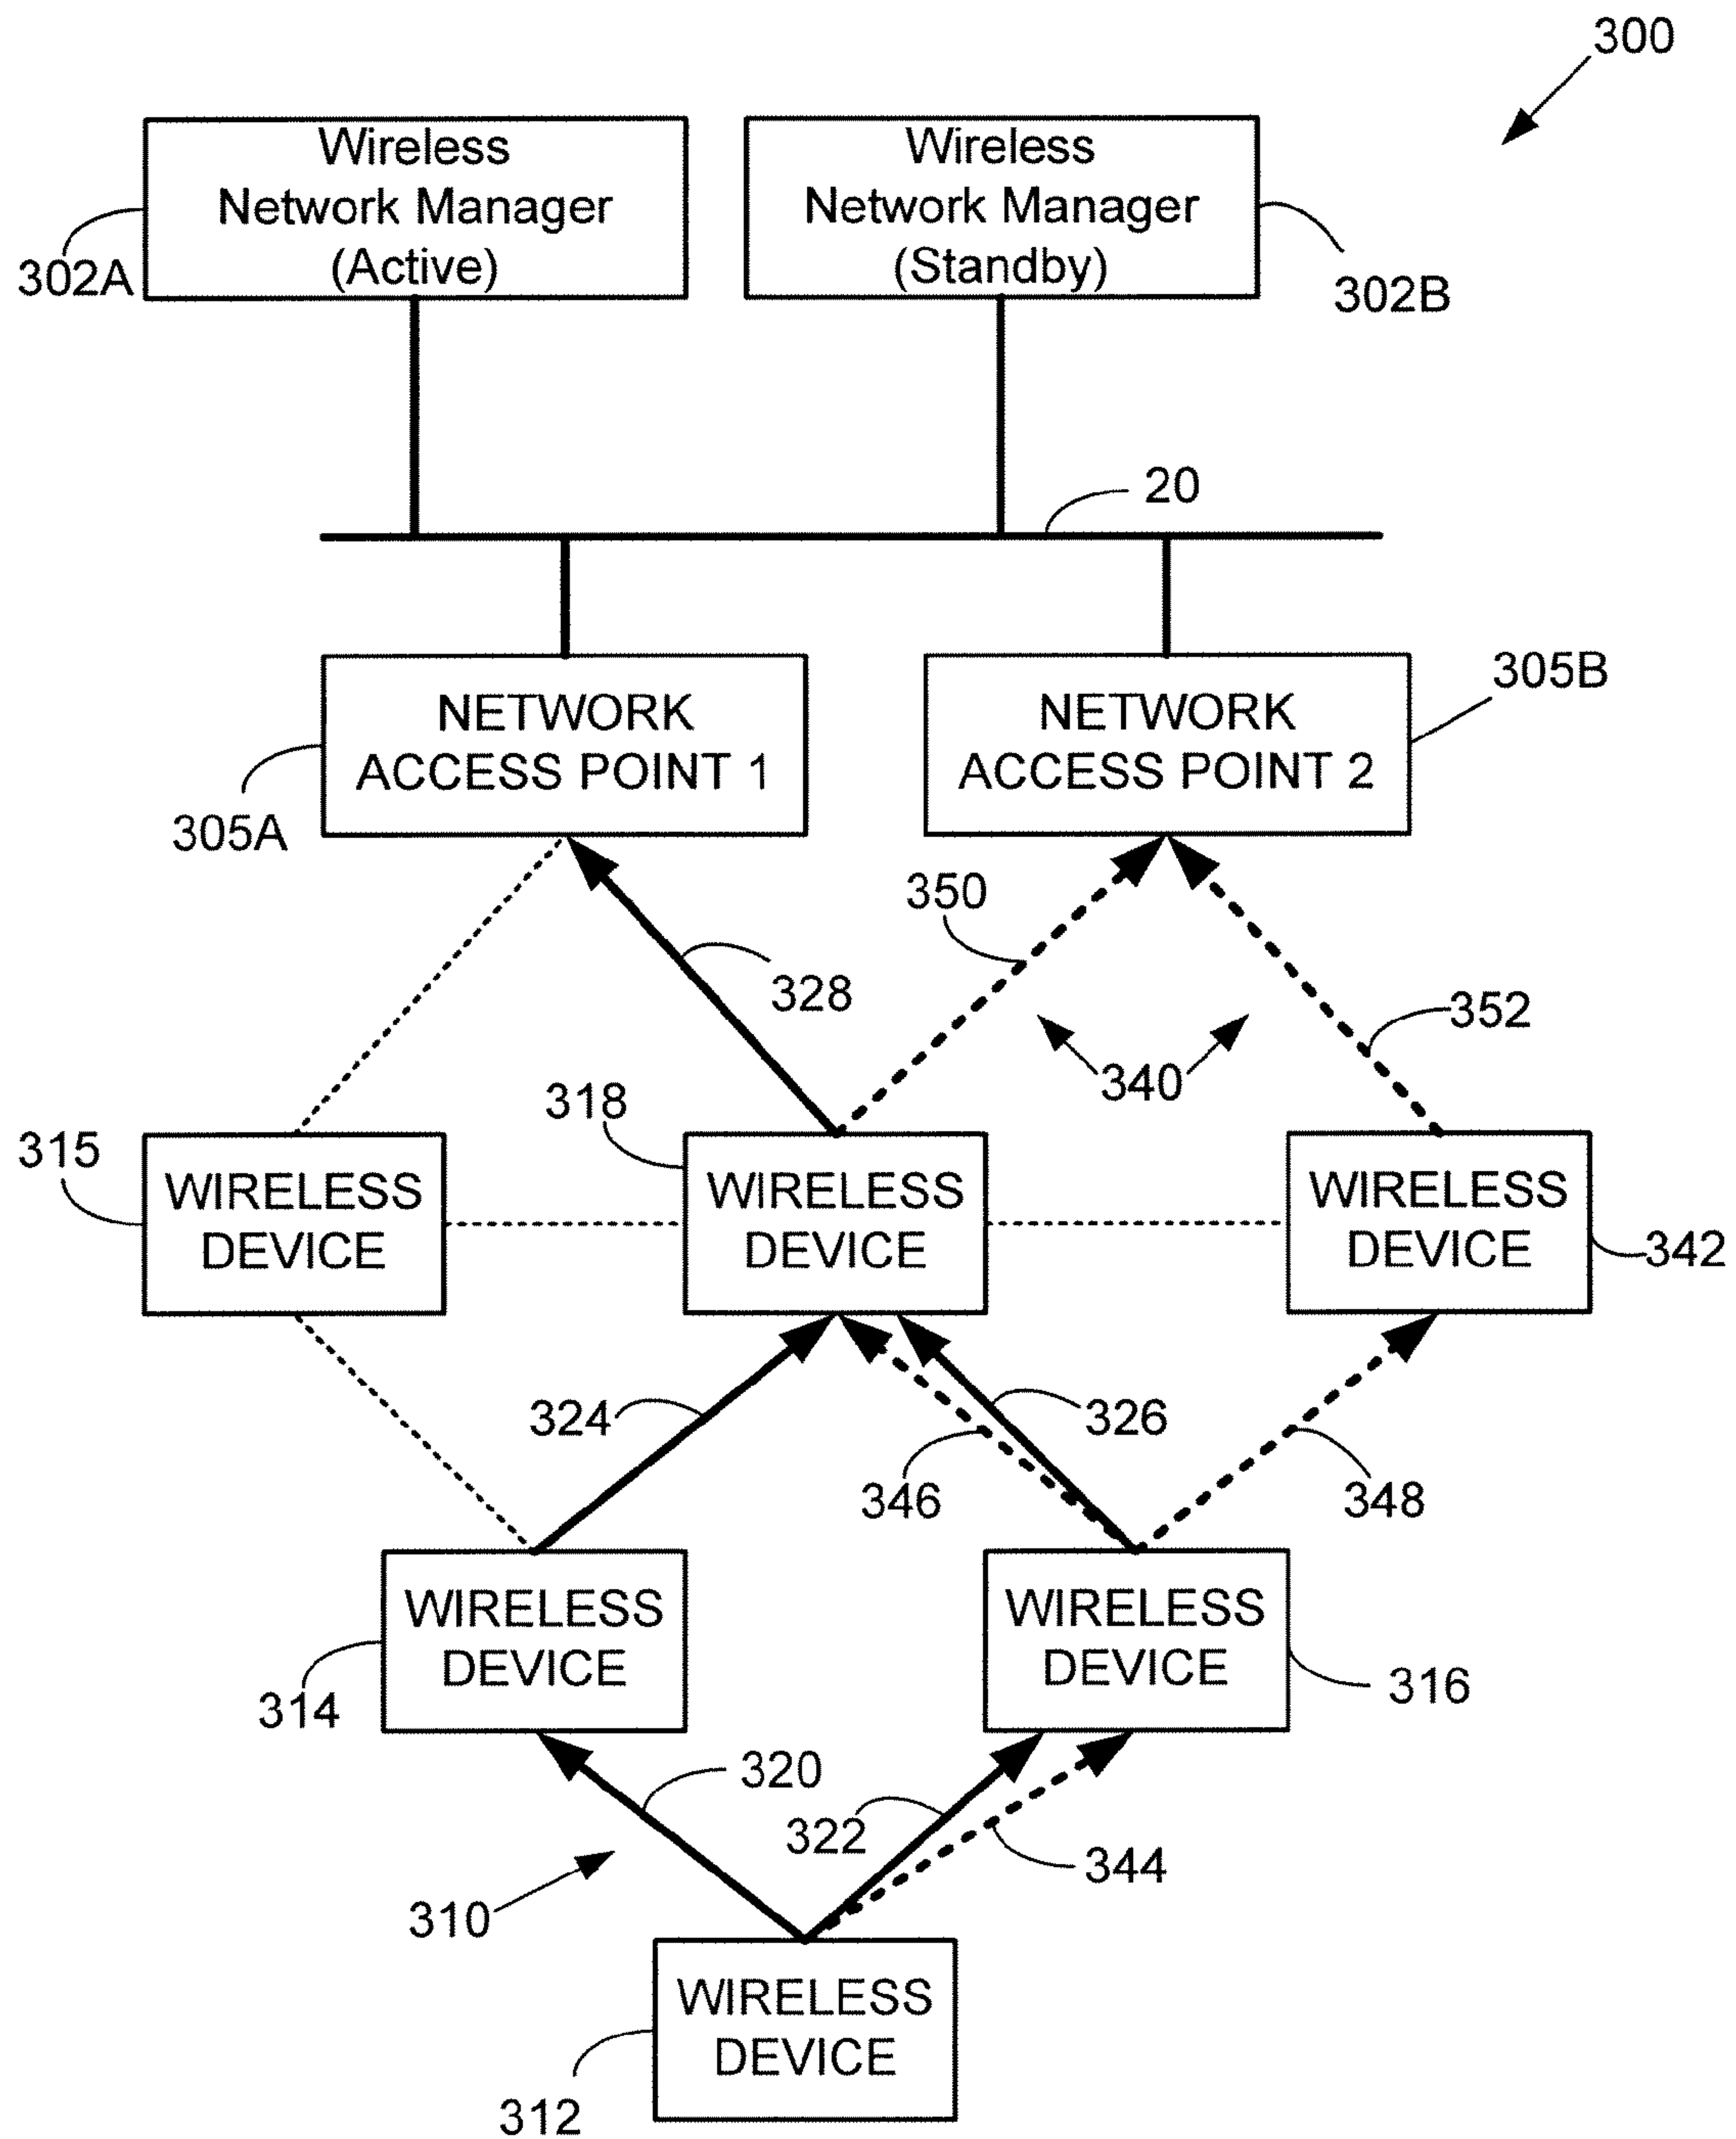 300
Wireless
Network Manager
(Active)
Wireless
Network Manager
(Standby)
302A
302B
20
NETWORK
ACCESS POINT 1
NETWORK
ACCESS POINT 2
305B
305A
350
328
352
340
318
315
WIRELESS
DEVICE
WIRELESS
DEVICE
WIRELESS
DEVICE
342
324
326
346
348
WIRELESS
DEVICE
WIRELESS
DEVICE
314
316
320
322
344
310
WIRELESS
DEVICE
312